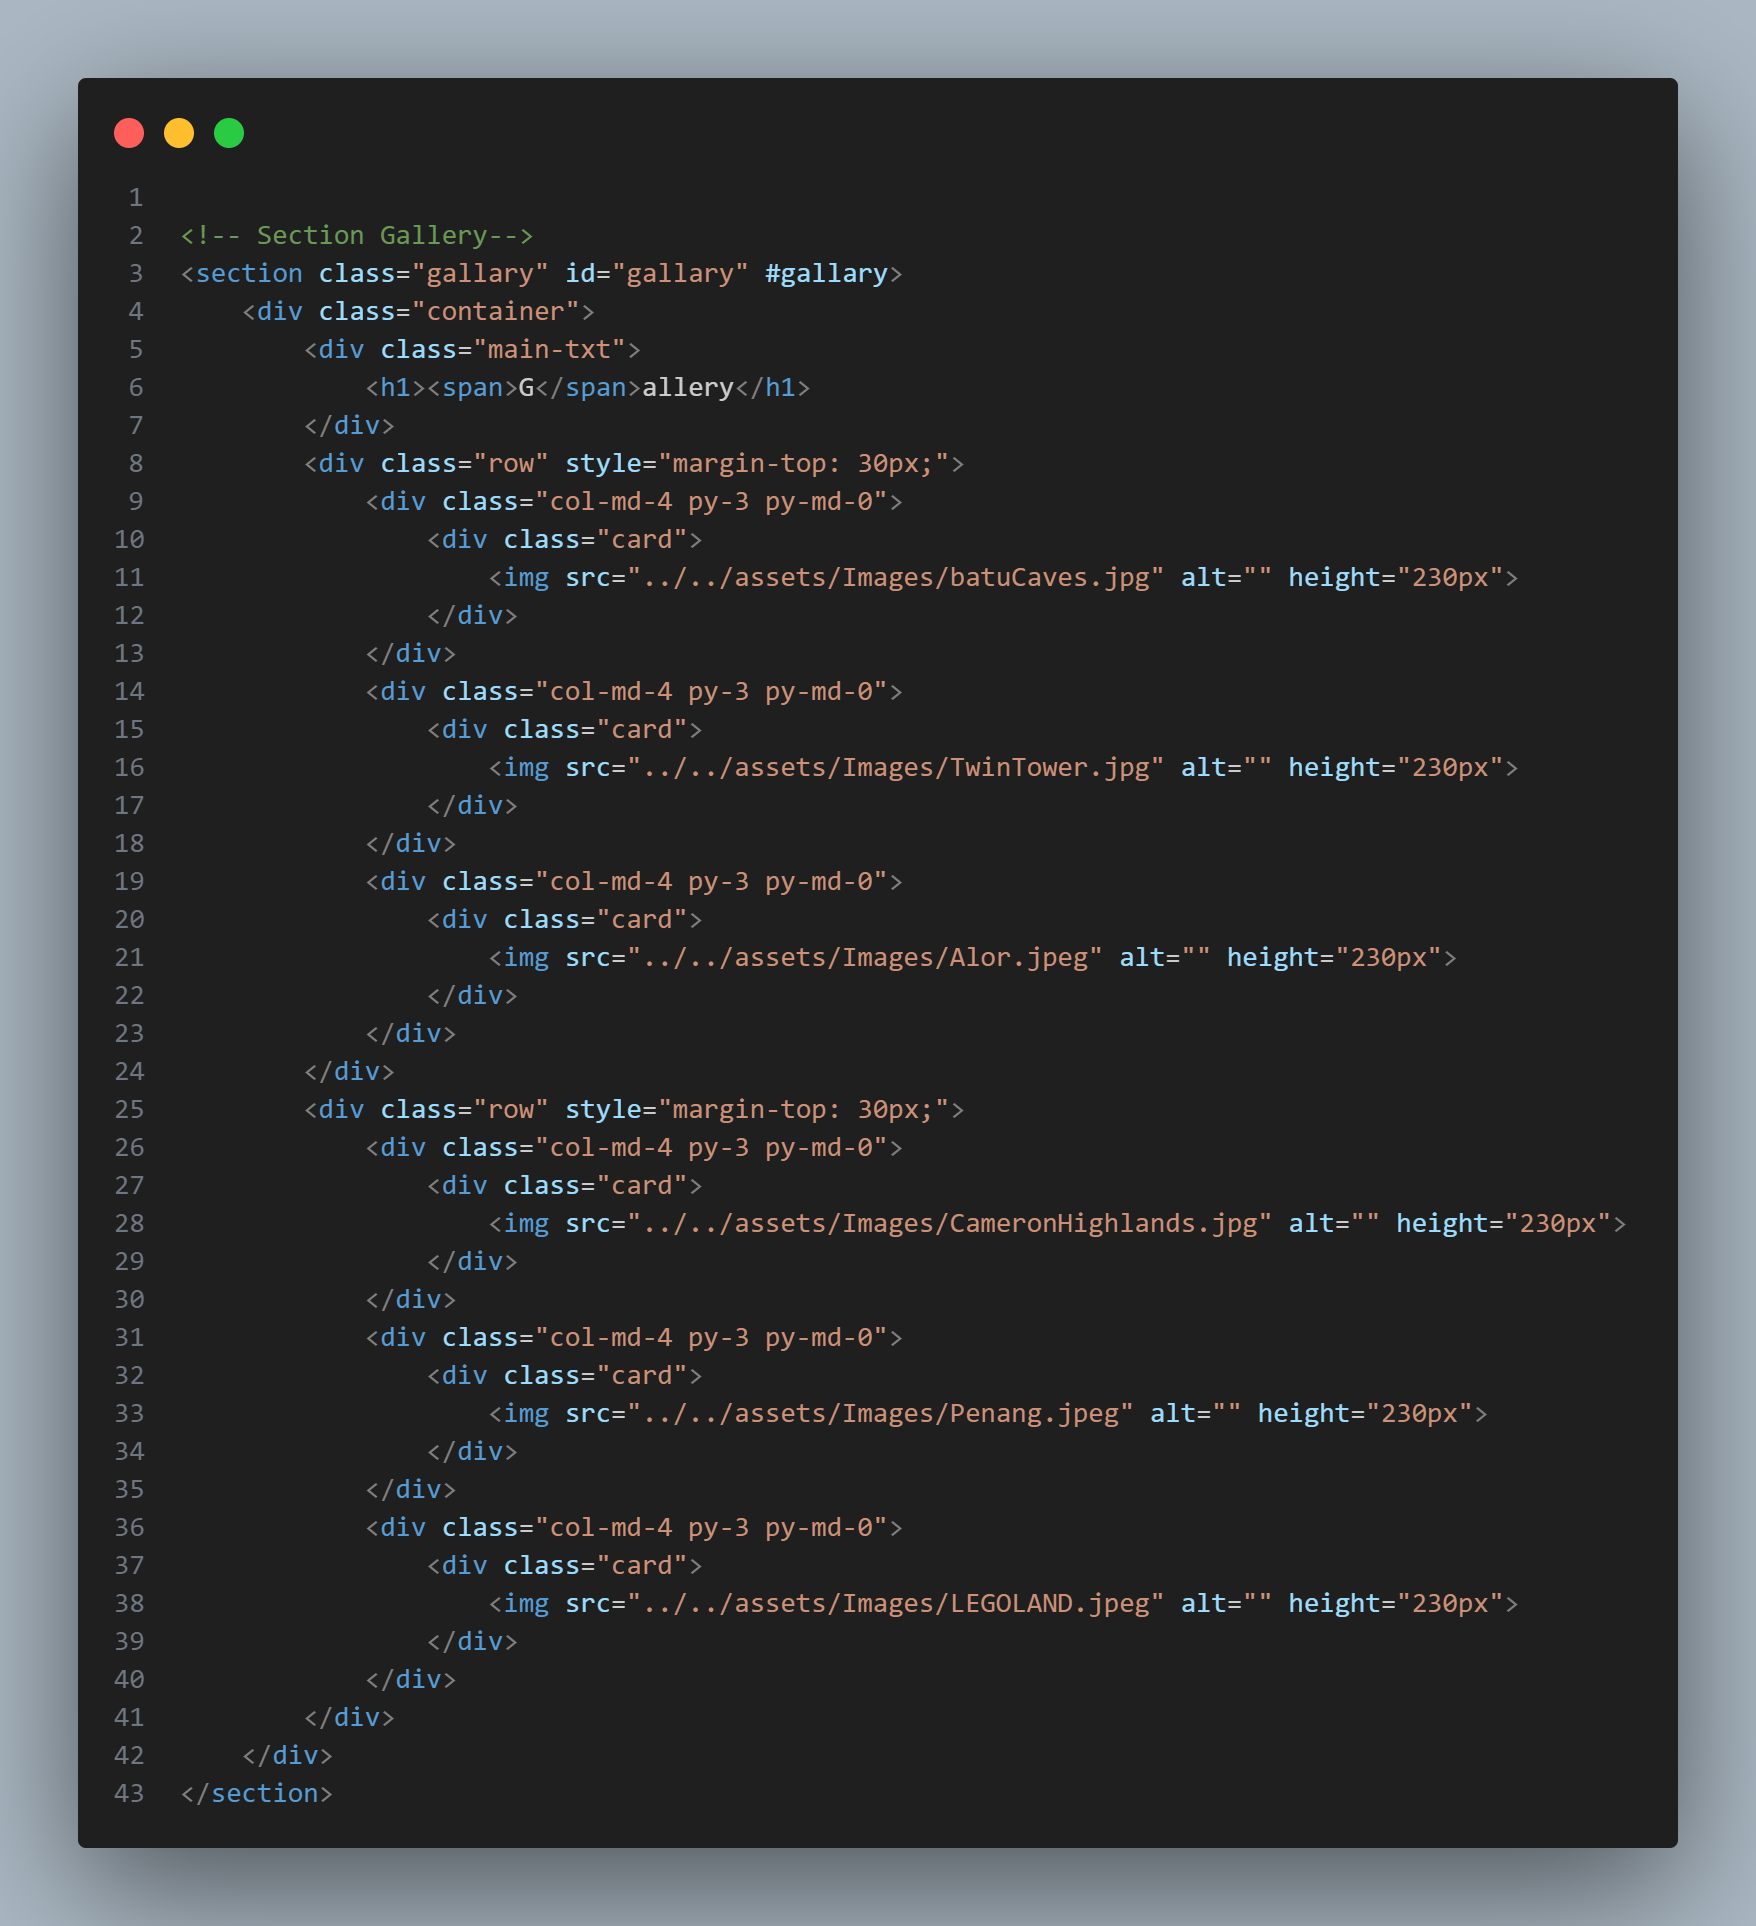 1
2 <!-- Section Gallery-->
3 <section class="gallary" id="gallary" #gallary>
4     <div class="container">
5         <div class="main-txt">
6             <h1><span>G</span>allery</h1>
7         </div>
8         <div class="row" style="margin-top: 30px;">
9             <div class="col-md-4 py-3 py-md-0">
10                 <div class="card">
11                     <img src="../../assets/Images/batuCaves.jpg" alt="" height="230px">
12                 </div>
13             </div>
14             <div class="col-md-4 py-3 py-md-0">
15                 <div class="card">
16                     <img src="../../assets/Images/TwinTower.jpg" alt="" height="230px">
17                 </div>
18             </div>
19             <div class="col-md-4 py-3 py-md-0">
20                 <div class="card">
21                     <img src="../../assets/Images/Alor.jpeg" alt="" height="230px">
22                 </div>
23             </div>
24         </div>
25         <div class="row" style="margin-top: 30px;">
26             <div class="col-md-4 py-3 py-md-0">
27                 <div class="card">
28                     <img src="../../assets/Images/CameronHighlands.jpg" alt="" height="230px">
29                 </div>
30             </div>
31             <div class="col-md-4 py-3 py-md-0">
32                 <div class="card">
33                     <img src="../../assets/Images/Penang.jpeg" alt="" height="230px">
34                 </div>
35             </div>
36             <div class="col-md-4 py-3 py-md-0">
37                 <div class="card">
38                     <img src="../../assets/Images/LEGOLAND.jpeg" alt="" height="230px">
39                 </div>
40             </div>
41         </div>
42     </div>
43 </section>